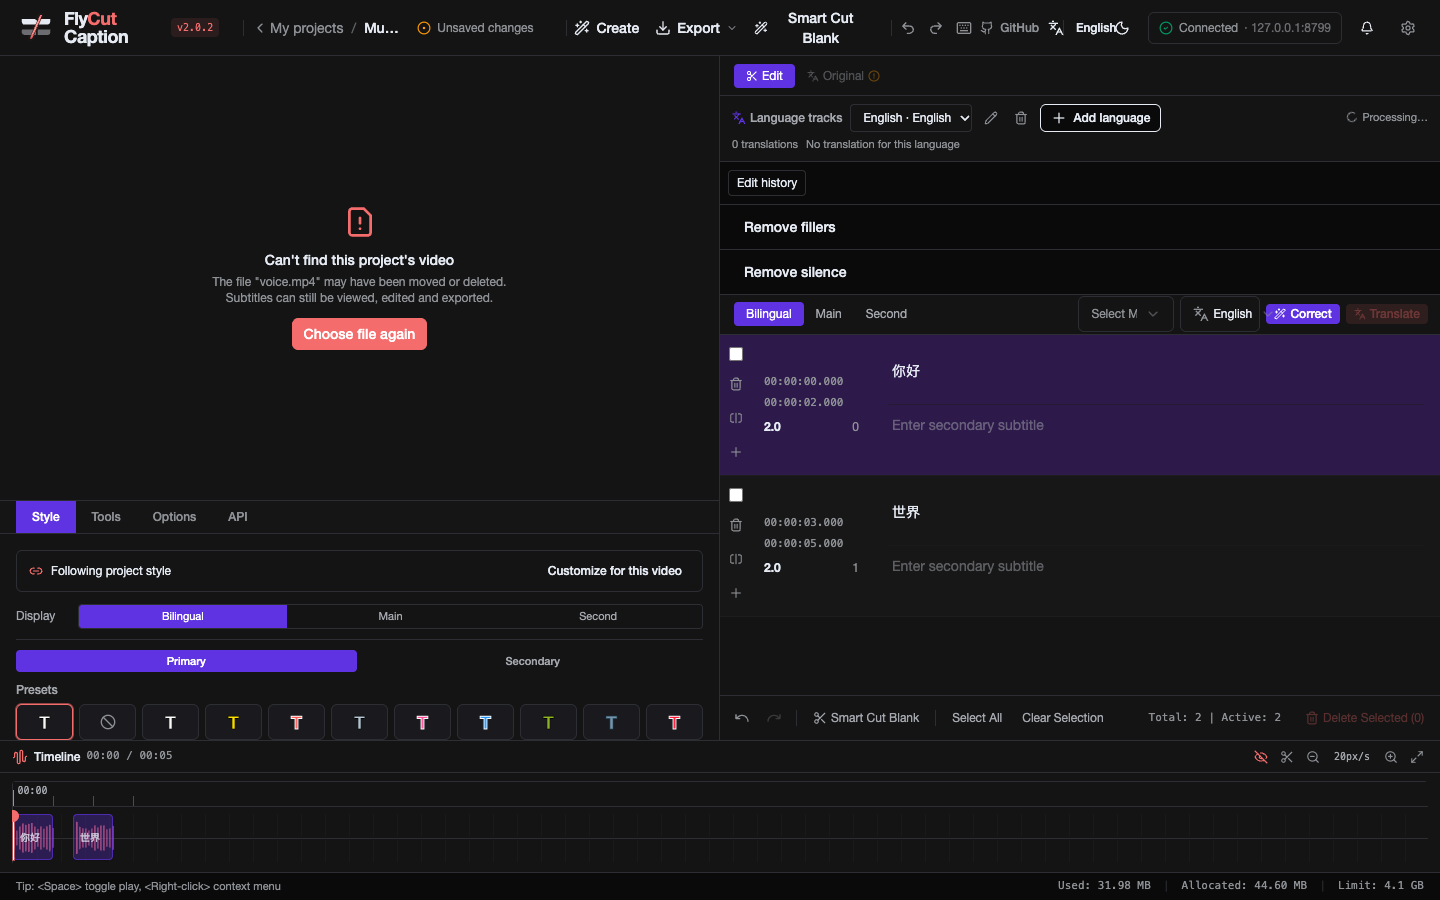 FlyCut
Caption
v2.0.2
My projects / Mu...
Unsaved changes
Create
Export
Smart Cut
Blank
GitHub
English
Connected · 127.0.0.1:8799
Can't find this project's video
The file "voice.mp4" may have been moved or deleted.
Subtitles can still be viewed, edited and exported.
Choose file again
Edit
Original
Language tracks
English · English
Add language
Processing...
0 translations No translation for this language
Edit history
Remove fillers
Remove silence
Bilingual
Main
Second
Select M
English
Correct
Translate
00:00:00.000
00:00:02.000
2.0
0
你好
Enter secondary subtitle
00:00:03.000
00:00:05.000
2.0
1
世界
Enter secondary subtitle
Smart Cut Blank
Select All
Clear Selection
Total: 2 | Active: 2
Delete Selected (0)
Style
Tools
Options
API
Following project style
Customize for this video
Display
Bilingual
Main
Second
Primary
Secondary
Presets
T
T
T
T
T
T
T
T
T
T
Timeline 00:00 / 00:05
20px/s
00:00
你好
世界
Tip: <Space> toggle play, <Right-click> context menu
Used: 31.98 MB | Allocated: 44.60 MB | Limit: 4.1 GB